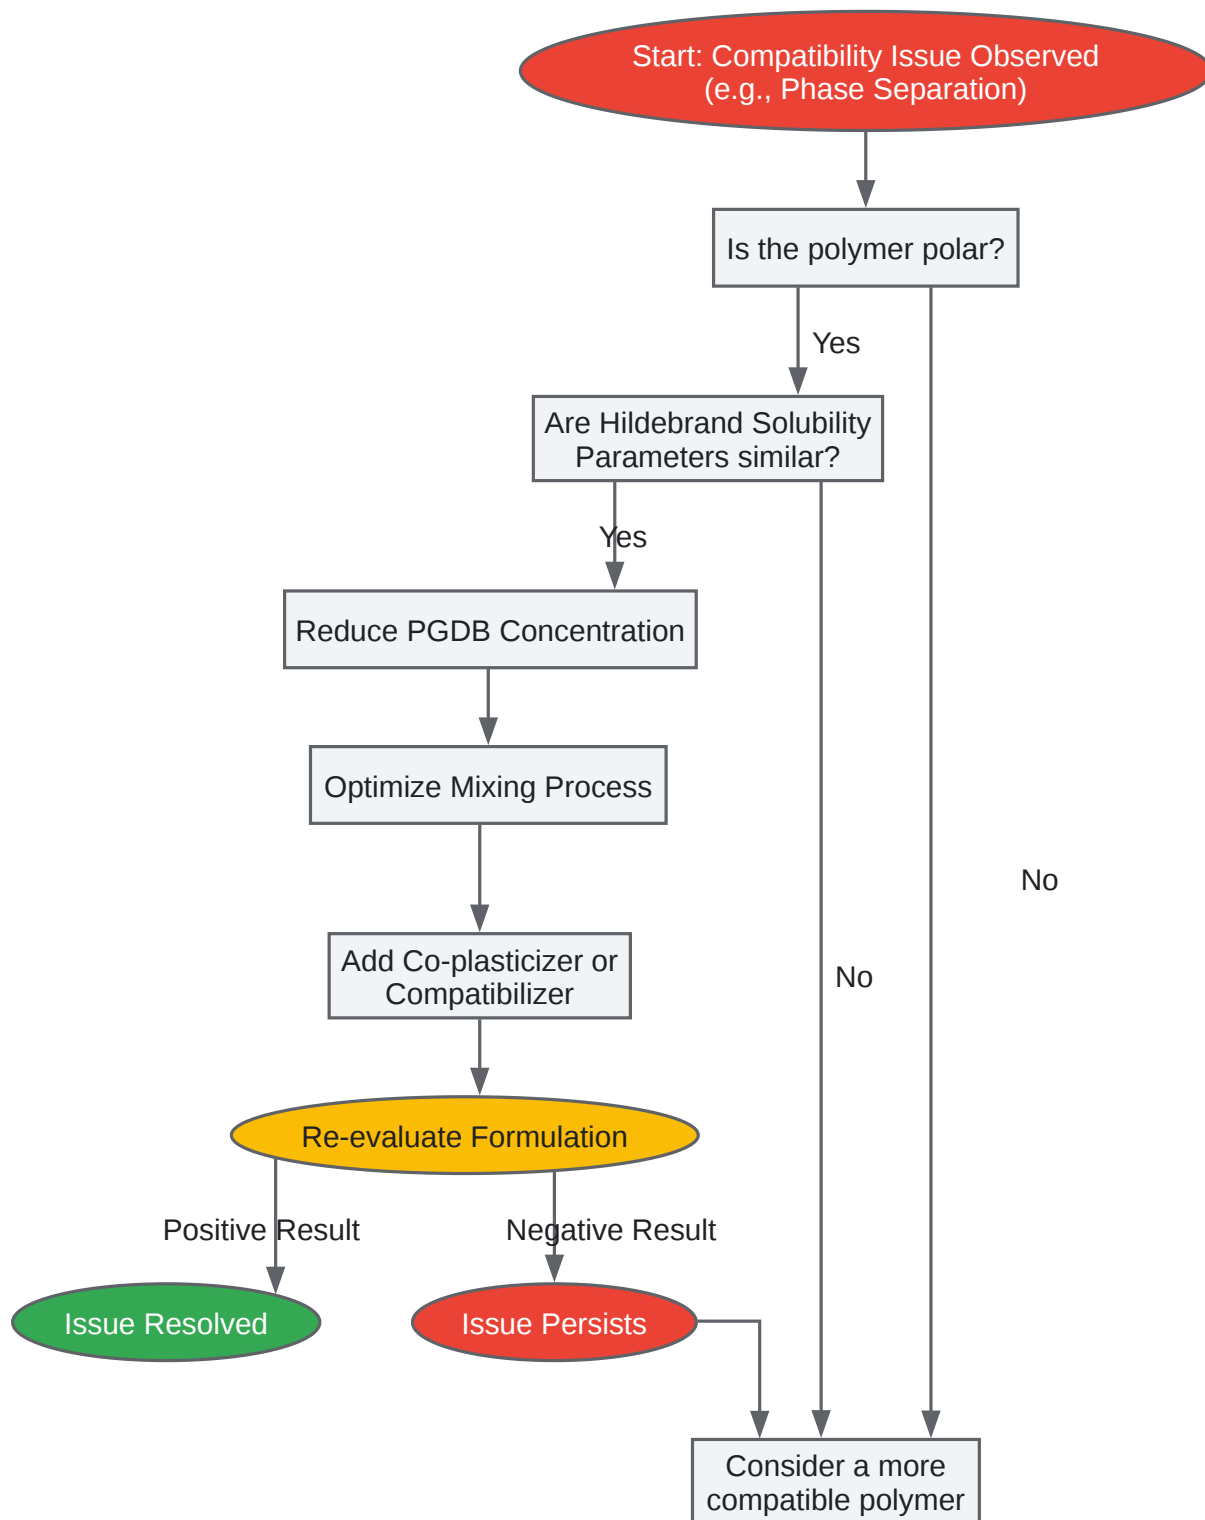 Start: Compatibility Issue Observed
(e.g., Phase Separation)
Is the polymer polar?
Yes
Are Hildebrand Solubility
Parameters similar?
Yes
Reduce PGDB Concentration
Optimize Mixing Process
No
Add Co-plasticizer or
Compatibilizer
No
Re-evaluate Formulation
Positive Result
Negative Result
Issue Resolved
Issue Persists
Consider a more
compatible polymer